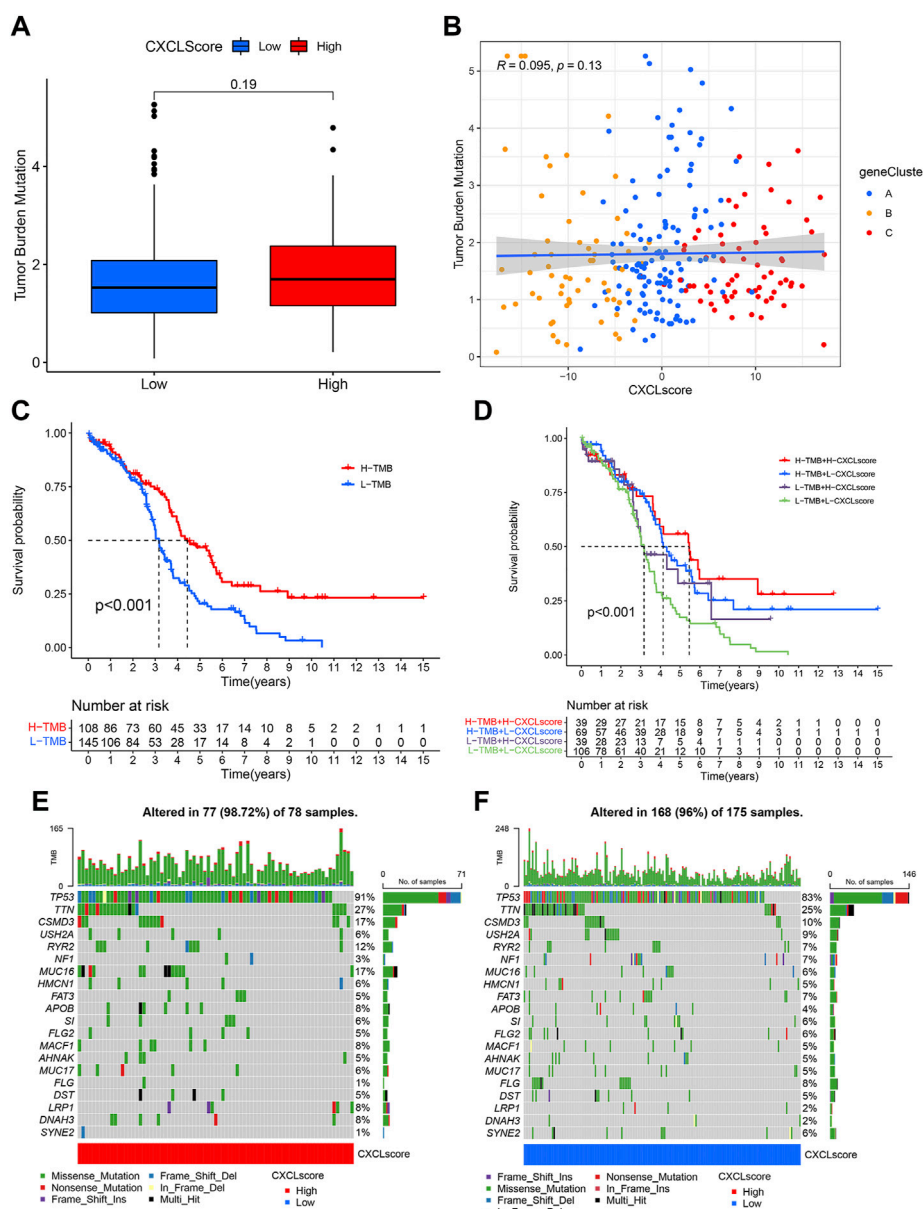 A
CXCLScore Low High
0.19
Tumor Burden Mutation
4
2
0
Low High
B
R = 0.095, p = 0.13
Tumor Burden Mutation
5
4
3
2
1
0
−10 0 10
CXCLscore
geneCluste
A
B
C
C
Survival probability
1.00
0.75
0.50
0.25
0.00
H−TMB
L−TMB
p<0.001
0 1 2 3 4 5 6 7 8 9 10 11 12 13 14 15
Time(years)
Number at risk
H−TMB 108 86 73 60 45 33 17 14 10 8 5 2 2 1 1 1
L−TMB 145 106 84 53 28 17 14 8 4 2 1 0 0 0 0 0
0 1 2 3 4 5 6 7 8 9 10 11 12 13 14 15
Time(years)
D
Survival probability
1.00
0.75
0.50
0.25
0.00
H−TMB+H−CXCLscore
H−TMB+L−CXCLscore
L−TMB+H−CXCLscore
L−TMB+L−CXCLscore
p<0.001
0 1 2 3 4 5 6 7 8 9 10 11 12 13 14 15
Time(years)
Number at risk
H−TMB+H−CXCLscore 39 29 27 21 17 15 8 7 5 4 2 1 1 0 0 0
H−TMB+L−CXCLscore 69 57 46 39 28 18 9 7 5 4 3 1 1 1 1 1
L−TMB+H−CXCLscore 39 28 23 13 7 5 4 1 1 1 0 0 0 0 0 0
L−TMB+L−CXCLscore 106 78 61 40 21 12 10 7 3 1 1 0 0 0 0 0
0 1 2 3 4 5 6 7 8 9 10 11 12 13 14 15
Time(years)
E
Altered in 77 (98.72%) of 78 samples.
165
TMB
0
0 71
No. of samples
TP53 91%
TTN 27%
CSMD3 17%
USH2A 6%
RYR2 12%
NF1 3%
MUC16 17%
HMCN1 6%
FAT3 5%
APOB 8%
SI 6%
FLG2 5%
MACF1 8%
AHNAK 5%
MUC17 6%
FLG 1%
DST 5%
LRP1 8%
DNAH3 8%
SYNE2 1%
CXCLscore
Missense_Mutation Frame_Shift_Del CXCLscore
Nonsense_Mutation In_Frame_Del High
Frame_Shift_Ins Multi_Hit Low
F
Altered in 168 (96%) of 175 samples.
248
TMB
0
0 146
No. of samples
TP53 83%
TTN 25%
CSMD3 10%
USH2A 9%
RYR2 7%
NF1 7%
MUC16 6%
HMCN1 5%
FAT3 7%
APOB 4%
SI 6%
FLG2 6%
MACF1 5%
AHNAK 5%
MUC17 5%
FLG 8%
DST 5%
LRP1 2%
DNAH3 2%
SYNE2 6%
CXCLscore
Frame_Shift_Ins Nonsense_Mutation CXCLscore
Missense_Mutation In_Frame_Ins High
Frame_Shift_Del Multi_Hit Low